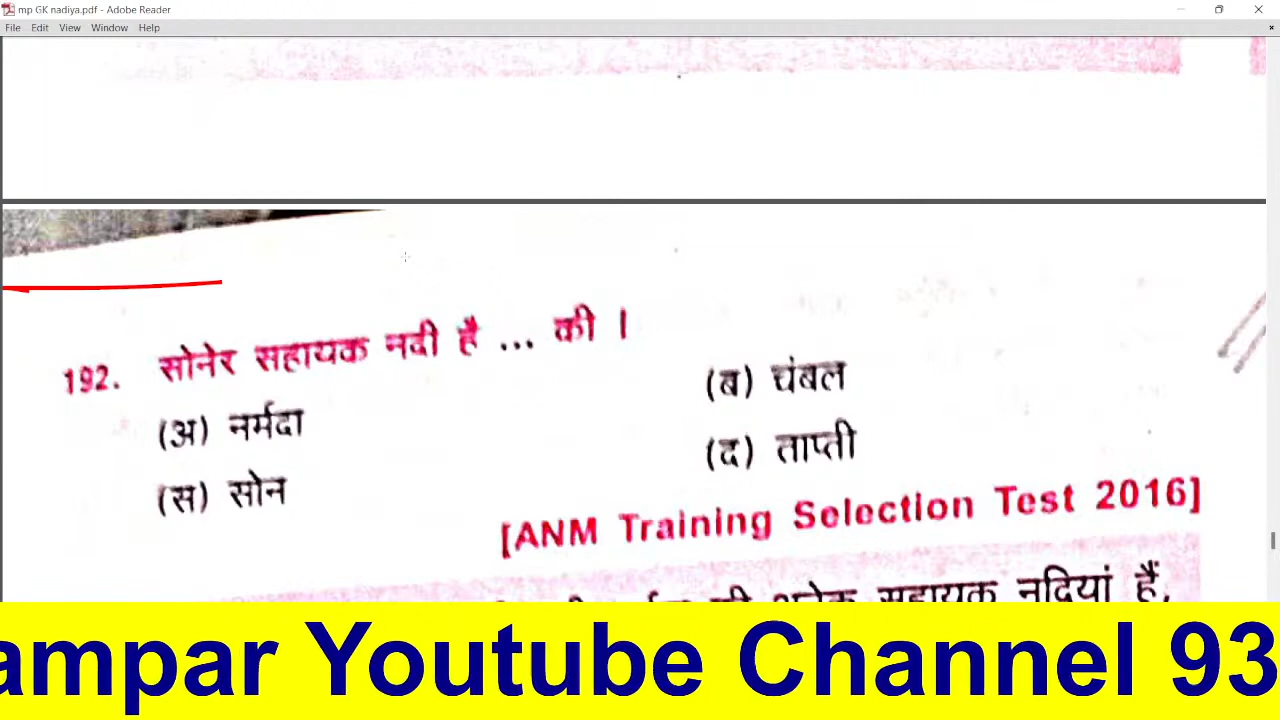 mp GK nadiya.pdf - Adobe Reader
File Edit View Window Help
192. सोनेर सहायक नदी है ... की ।
(अ) नर्मदा (ब) चंबल
(स) सोन (द) ताप्ती
[ANM Training Selection Test 2016]
की अनेक सहायक नदियां हैं,
ampar Youtube Channel 93